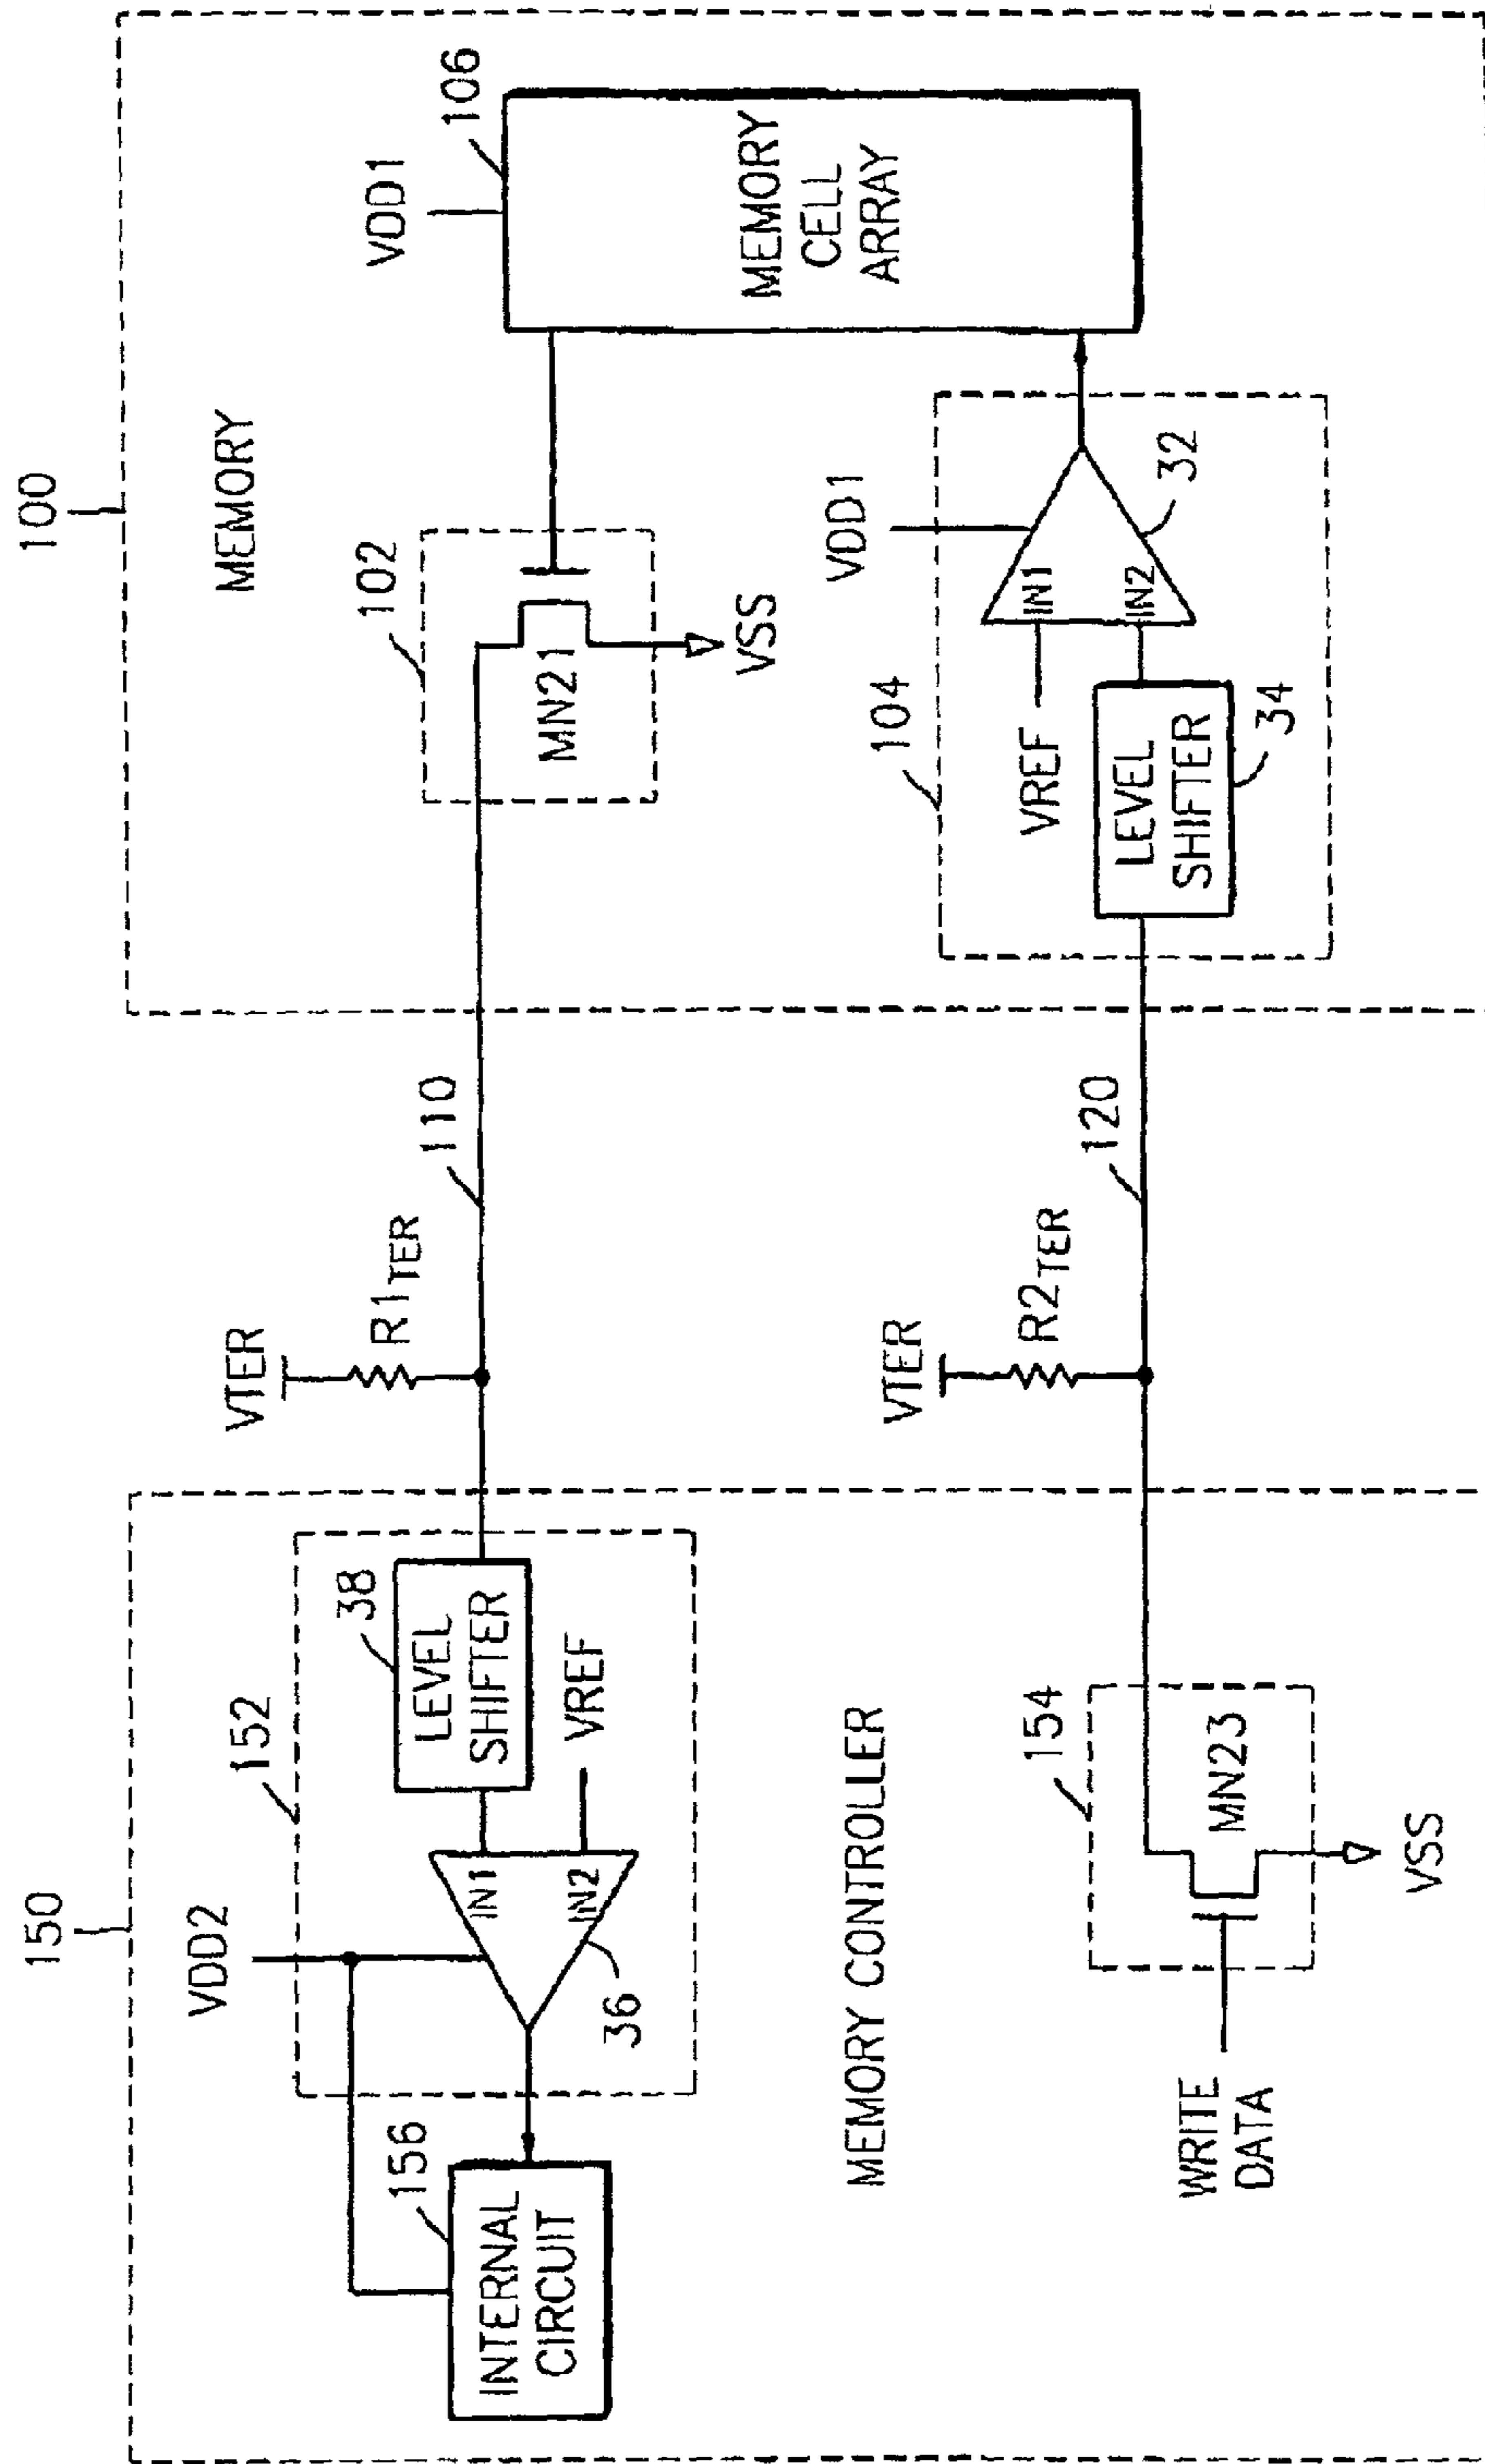 150
VDD2
152
38
LEVEL
SHIFTER
156
INTERNAL
CIRCUIT
IN1
IN2
36
VREF
MEMORY CONTROLLER
154
MN23
VSS
WRITE
DATA
VTER
R1TER
110
VTER
R2TER
120
100
MEMORY
VDD1
106
MEMORY
CELL
ARRAY
102
MN21
VSS
104
VDD1
VREF
IN1
IN2
32
LEVEL
SHIFTER
34